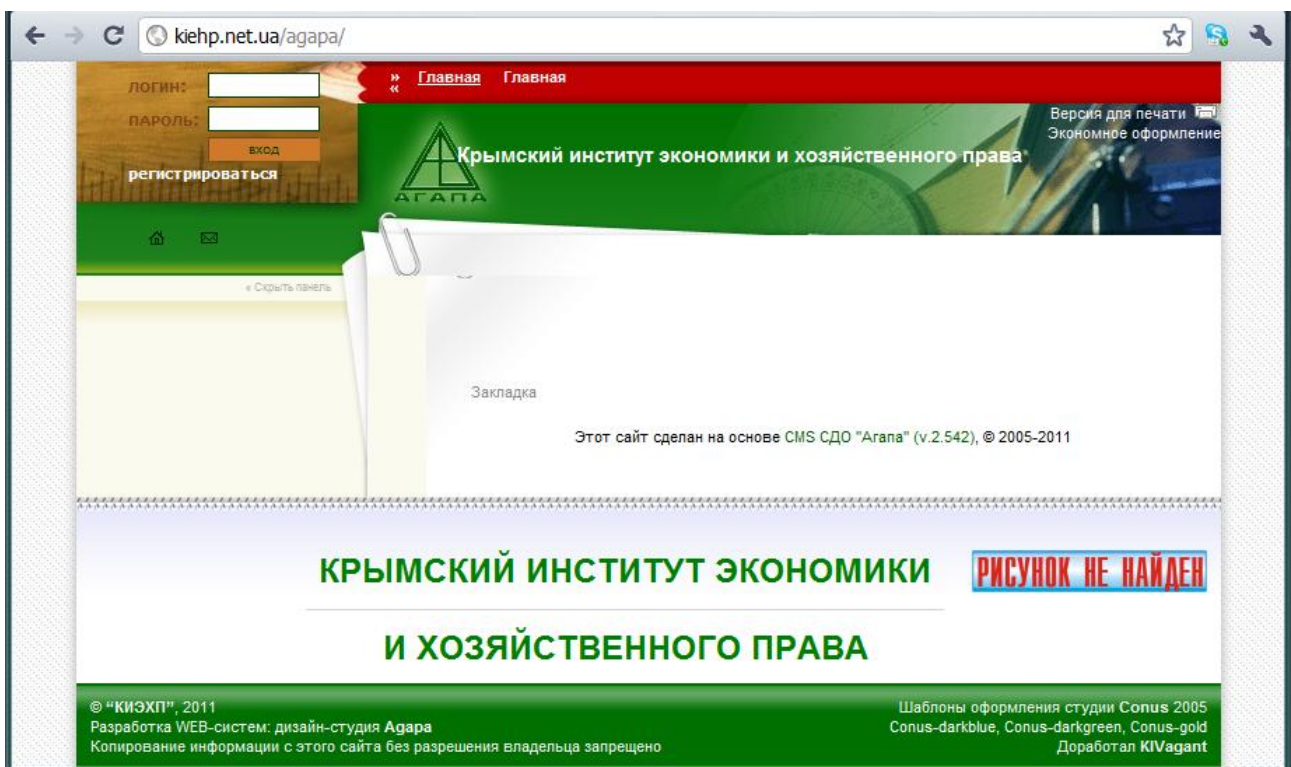 kiehp.net.ua/agapa/
ЛОГИН:
ПАРОЛЬ:
вход
регистрироваться
» Главная Главная
«
Версия для печати
Экономное оформление
Крымский институт экономики и хозяйственного права
АГАПА
« Скрыть панель
Закладка
Этот сайт сделан на основе CMS СДО "Агапа" (v.2.542), © 2005-2011
КРЫМСКИЙ ИНСТИТУТ ЭКОНОМИКИ
РИСУНОК НЕ НАЙДЕН
И ХОЗЯЙСТВЕННОГО ПРАВА
© “КИЭХП”, 2011
Разработка WEB-систем: дизайн-студия Agapa
Копирование информации с этого сайта без разрешения владельца запрещено
Шаблоны оформления студии Conus 2005
Conus-darkblue, Conus-darkgreen, Conus-gold
Доработал KIVagant